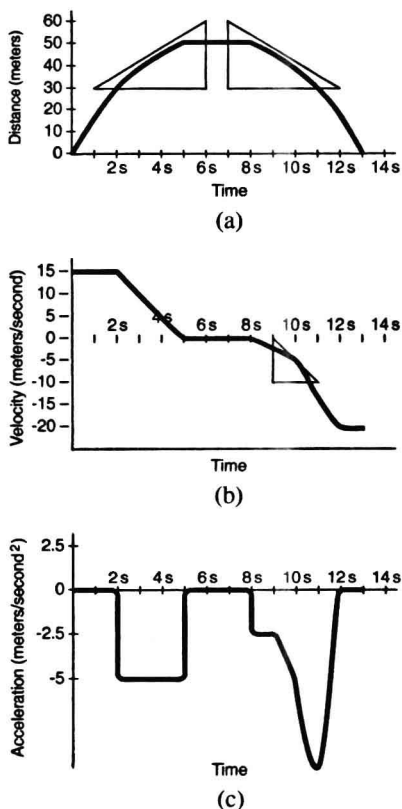 Distance (meters)
60
50
40
30
20
10
0
2s 4s 6s 8s 10s 12s 14s
Time
(a)
Velocity (meters/second)
15
10
5
0
-5
-10
-20
2s 4s 6s 8s 10s 12s 14s
Time
(b)
Acceleration (meters/second²)
2.5
0
-2.5
-5
2s 4s 6s 8s 10s 12s 14s
Time
(c)